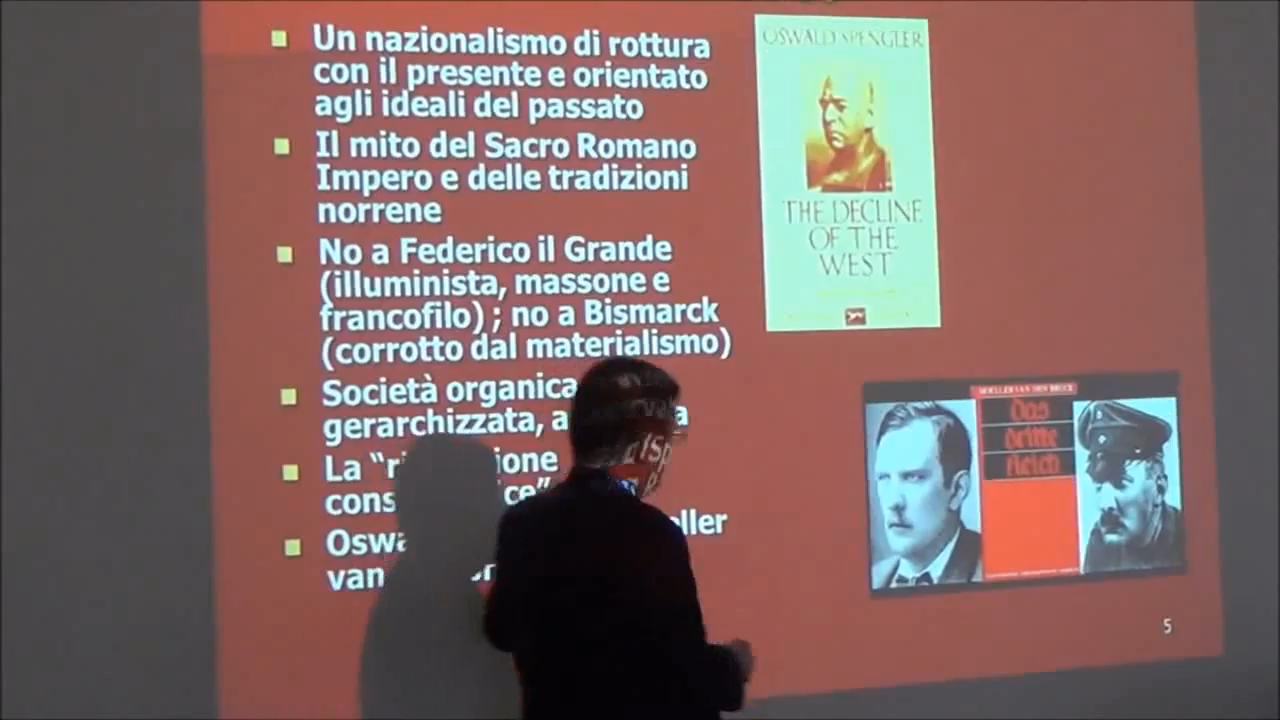 Un nazionalismo di rottura
con il presente e orientato
agli ideali del passato
Il mito del Sacro Romano
Impero e delle tradizioni
norrene
No a Federico il Grande
(illuminista, massone e
francofilo) ; no a Bismarck
(corrotto dal materialismo)
Società organica
gerarchizzata, a
La
Oswa
van
OSWALD SPENGLER
THE DECLINE
OF THE
WEST
MOELLER VAN DEN BRUCK
Das
dritte
Reich
5